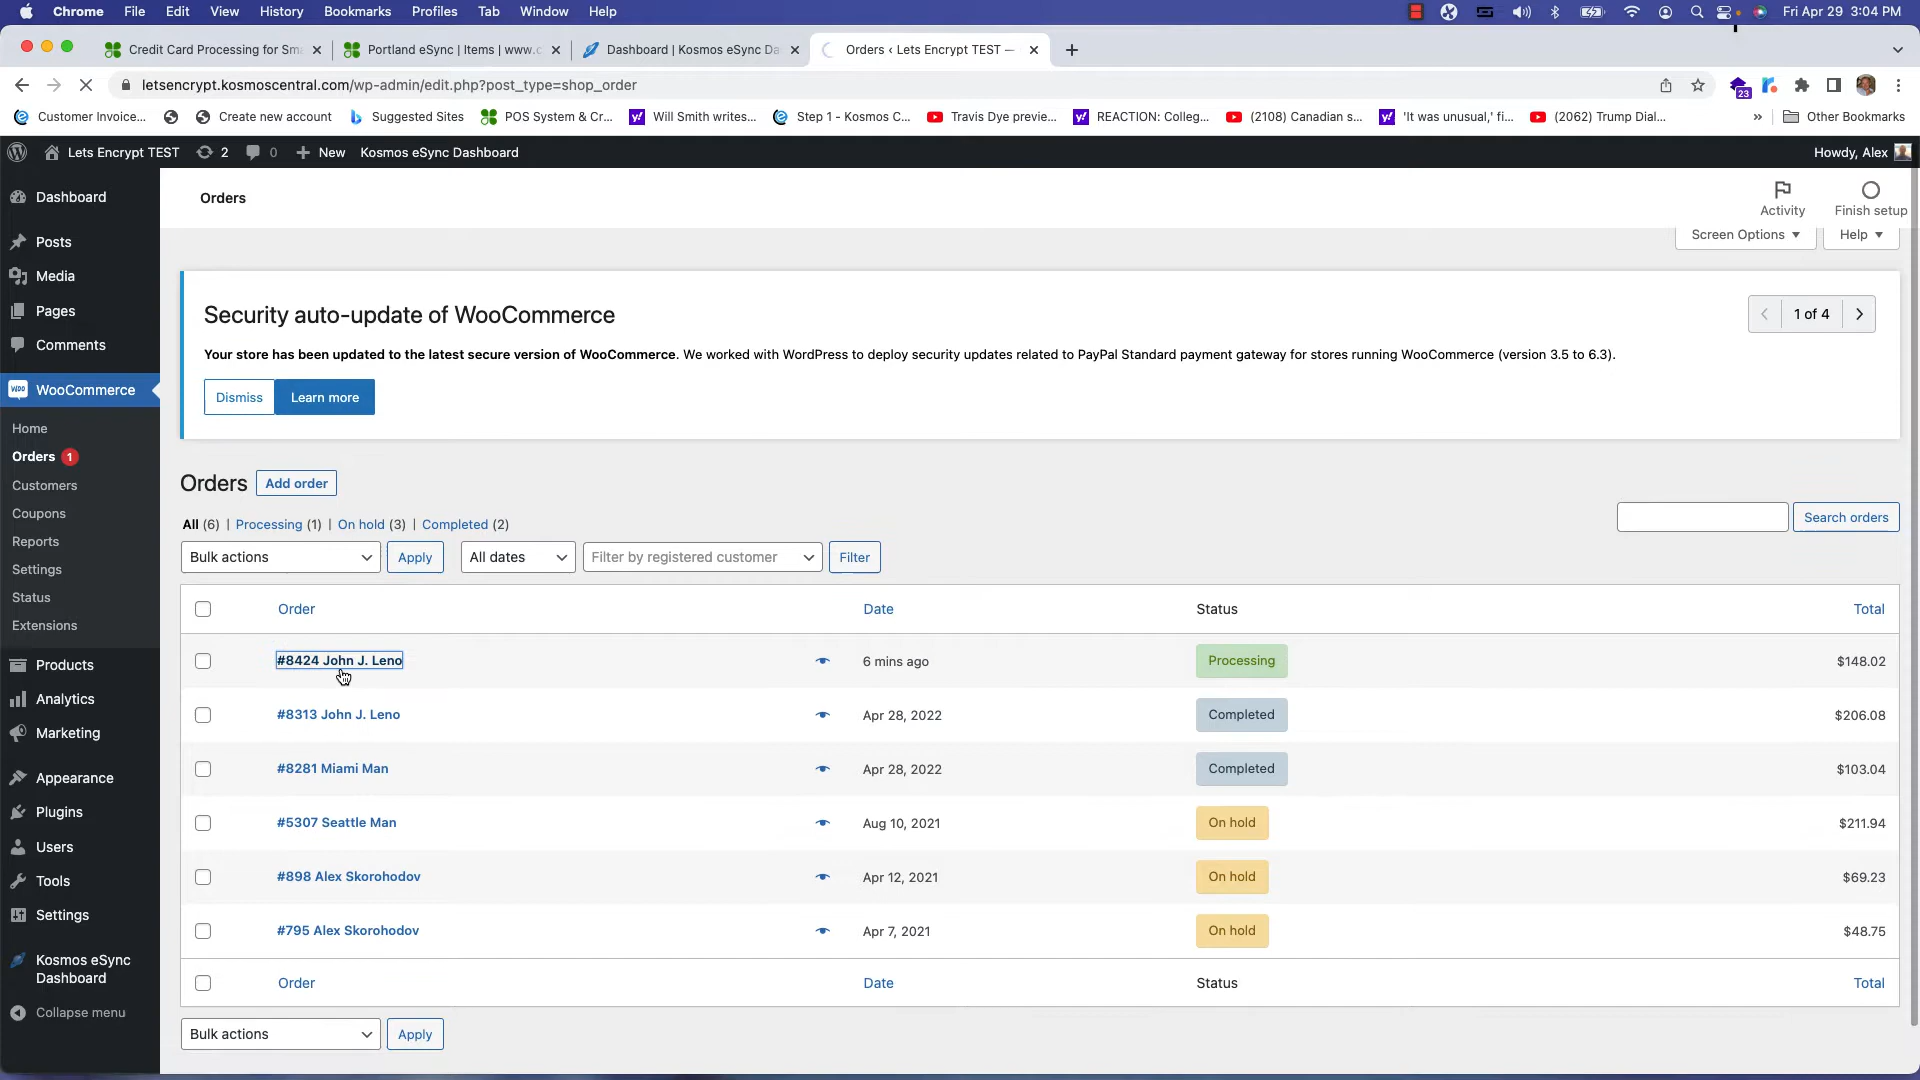 Chrome File Edit View History Bookmarks Profiles Tab Window Help Fri Apr 29 3:04 PM
Credit Card Processing for Sma Portland eSync | Items | www.c Dashboard | Kosmos eSync Da Orders ‹ Lets Encrypt TEST —
letsencrypt.kosmoscentral.com/wp-admin/edit.php?post_type=shop_order
23
Customer Invoice... Create new account Suggested Sites POS System & Cr... Will Smith writes... Step 1 - Kosmos C... Travis Dye previe... REACTION: Colleg... (2108) Canadian s... 'It was unusual,' fi... (2062) Trump Dial... » Other Bookmarks
Lets Encrypt TEST 2 0 New Kosmos eSync Dashboard Howdy, Alex
Dashboard
Posts
Media
Pages
Comments
WooCommerce
Home
Orders 1
Customers
Coupons
Reports
Settings
Status
Extensions
Products
Analytics
Marketing
Appearance
Plugins
Users
Tools
Settings
Kosmos eSync
Dashboard
Collapse menu
Orders
Activity
Finish setup
Screen Options Help
Security auto-update of WooCommerce
1 of 4
Your store has been updated to the latest secure version of WooCommerce. We worked with WordPress to deploy security updates related to PayPal Standard payment gateway for stores running WooCommerce (version 3.5 to 6.3).
Dismiss Learn more
Orders Add order
All (6) | Processing (1) | On hold (3) | Completed (2)
Search orders
Bulk actions Apply All dates Filter by registered customer Filter
Order Date Status Total
#8424 John J. Leno 6 mins ago Processing $148.02
#8313 John J. Leno Apr 28, 2022 Completed $206.08
#8281 Miami Man Apr 28, 2022 Completed $103.04
#5307 Seattle Man Aug 10, 2021 On hold $211.94
#898 Alex Skorohodov Apr 12, 2021 On hold $69.23
#795 Alex Skorohodov Apr 7, 2021 On hold $48.75
Order Date Status Total
Bulk actions Apply